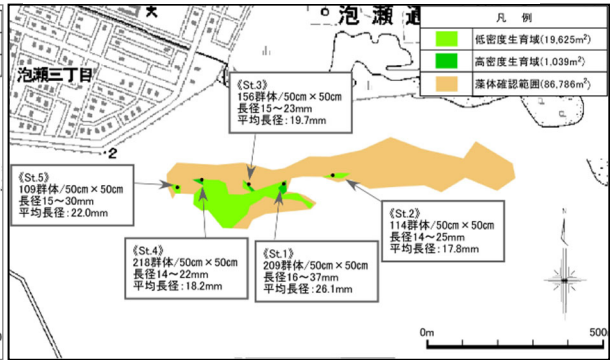 泡瀬通
凡 例
低密度生育域(19,625m²)
高密度生育域(1,039m²)
藻体確認範囲(86,786m²)
泡瀬三丁目
2
《St.3》
156群体/50cm×50cm
長径15～23mm
平均長径:19.7mm
《St.5》
109群体/50cm×50cm
長径15～30mm
平均長径:22.0mm
《St.4》
218群体/50cm×50cm
長径14～22mm
平均長径:18.2mm
《St.1》
209群体/50cm×50cm
長径16～37mm
平均長径:26.1mm
《St.2》
114群体/50cm×50cm
長径14～25mm
平均長径:17.8mm
0m
500